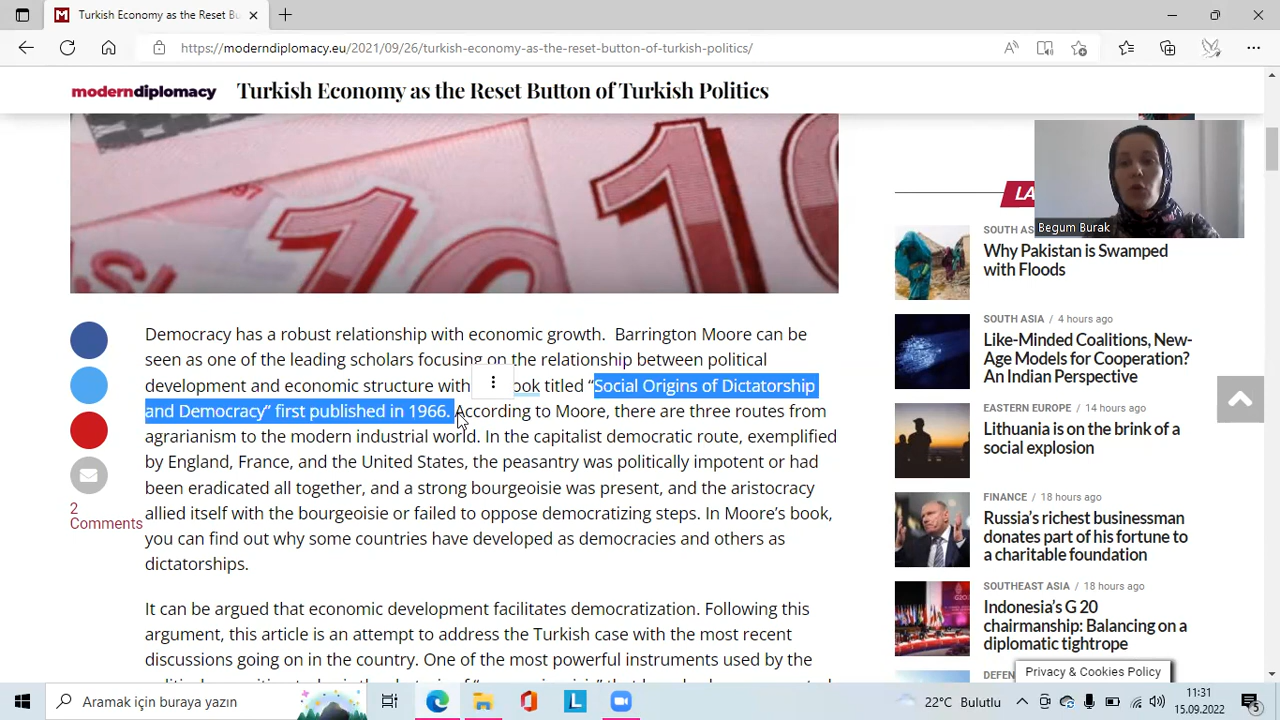 Turkish Economy as the Reset Bu
https://moderndiplomacy.eu/2021/09/26/turkish-economy-as-the-reset-button-of-turkish-politics/
moderndiplomacy
Turkish Economy as the Reset Button of Turkish Politics
Democracy has a robust relationship with economic growth. Barrington Moore can be
seen as one of the leading scholars focusing on the relationship between political
development and economic structure with ook titled “Social Origins of Dictatorship
and Democracy” first published in 1966. According to Moore, there are three routes from
agrarianism to the modern industrial world. In the capitalist democratic route, exemplified
by England, France, and the United States, the peasantry was politically impotent or had
been eradicated all together, and a strong bourgeoisie was present, and the aristocracy
allied itself with the bourgeoisie or failed to oppose democratizing steps. In Moore’s book,
you can find out why some countries have developed as democracies and others as
dictatorships.
It can be argued that economic development facilitates democratization. Following this
argument, this article is an attempt to address the Turkish case with the most recent
discussions going on in the country. One of the most powerful instruments used by the
2
Comments
LA
Begum Burak
SOUTH AS
Why Pakistan is Swamped
with Floods
SOUTH ASIA / 4 hours ago
Like-Minded Coalitions, New-
Age Models for Cooperation?
An Indian Perspective
EASTERN EUROPE / 14 hours ago
Lithuania is on the brink of a
social explosion
FINANCE / 18 hours ago
Russia’s richest businessman
donates part of his fortune to
a charitable foundation
SOUTHEAST ASIA / 18 hours ago
Indonesia’s G 20
chairmanship: Balancing on a
diplomatic tightrope
DEFEN
Privacy & Cookies Policy
Aramak için buraya yazın
22°C Bulutlu
11:31
15.09.2022
5